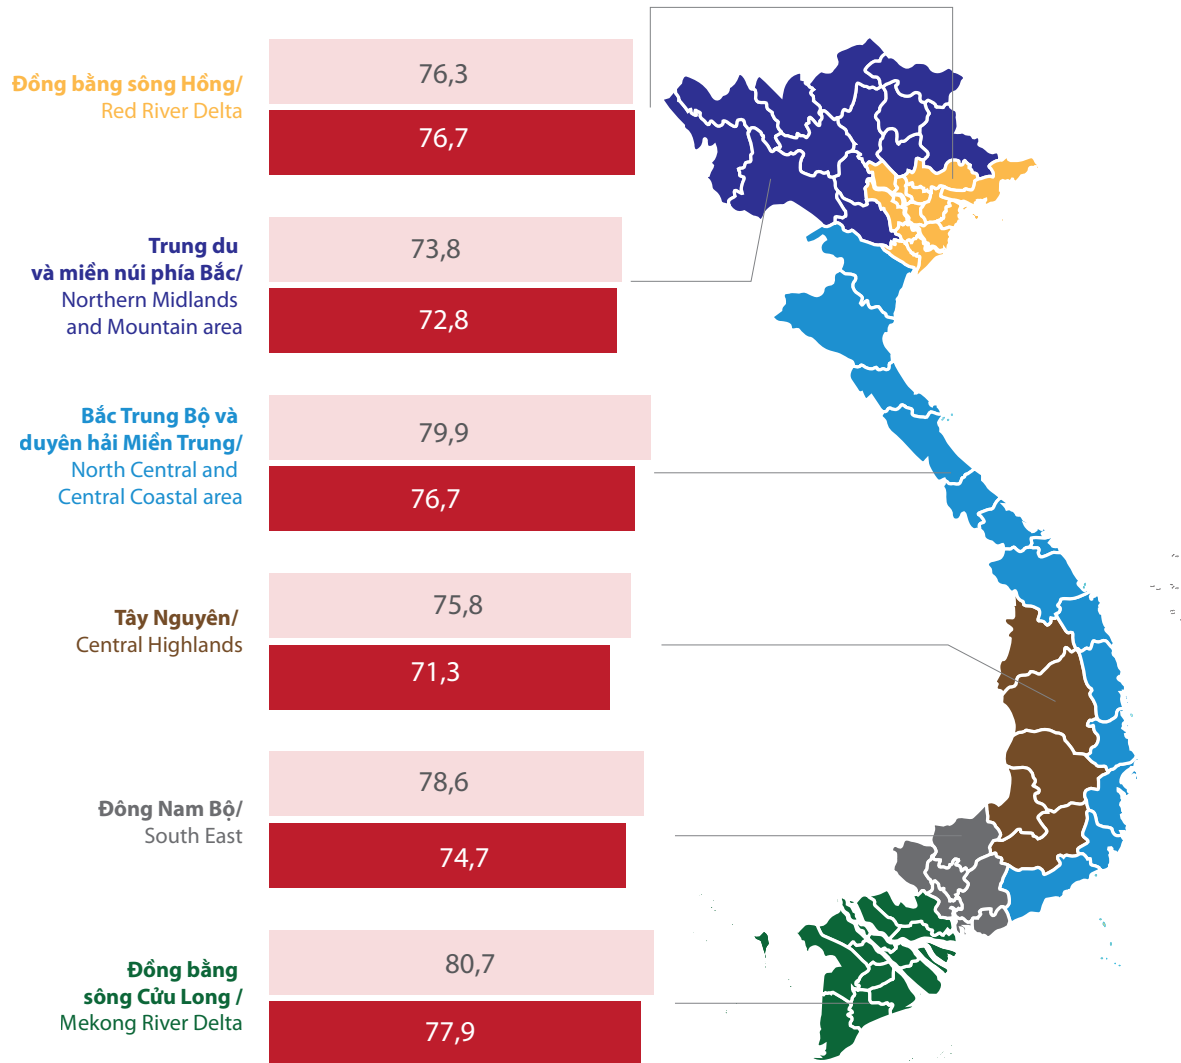 Đồng bằng sông Hồng/
Red River Delta
76,3
76,7
Trung du
và miền núi phía Bắc/
Northern Midlands
and Mountain area
73,8
72,8
Bắc Trung Bộ và
duyên hải Miền Trung/
North Central and
Central Coastal area
79,9
76,7
Tây Nguyên/
Central Highlands
75,8
71,3
Đông Nam Bộ/
South East
78,6
74,7
Đồng bằng
sông Cửu Long /
Mekong River Delta
80,7
77,9